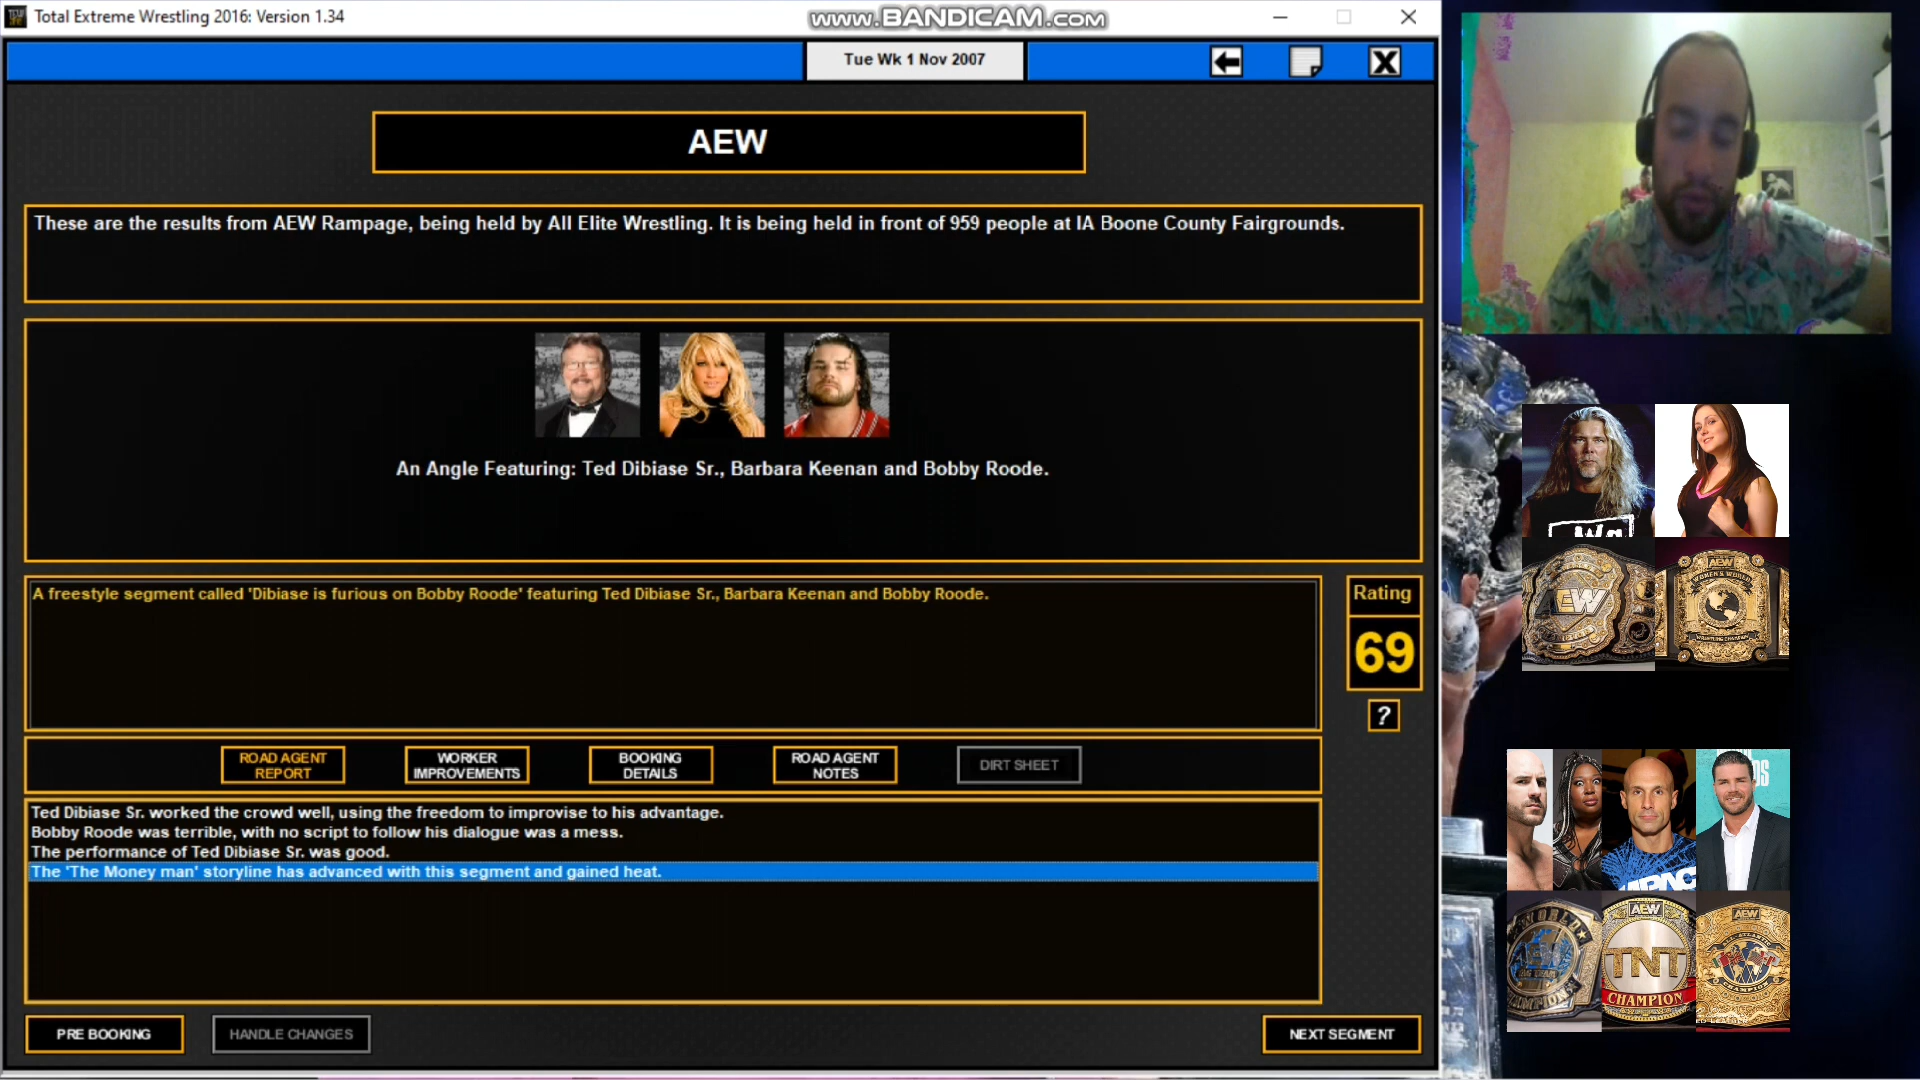 Total Extreme Wrestling 2016: Version 1.34
www.BANDICAM.com
Tue Wk 1 Nov 2007
AEW
These are the results from AEW Rampage, being held by All Elite Wrestling. It is being held in front of 959 people at IA Boone County Fairgrounds.
An Angle Featuring: Ted Dibiase Sr., Barbara Keenan and Bobby Roode.
A freestyle segment called 'Dibiase is furious on Bobby Roode' featuring Ted Dibiase Sr., Barbara Keenan and Bobby Roode.
Rating
69
?
ROAD AGENT REPORT
WORKER IMPROVEMENTS
BOOKING DETAILS
ROAD AGENT NOTES
DIRT SHEET
Ted Dibiase Sr. worked the crowd well, using the freedom to improvise to his advantage.
Bobby Roode was terrible, with no script to follow his dialogue was a mess.
The performance of Ted Dibiase Sr. was good.
The 'The Money man' storyline has advanced with this segment and gained heat.
PRE BOOKING
HANDLE CHANGES
NEXT SEGMENT
AEW
AEW
WOMEN'S WORLD
WORLD
AEW
TNT
CHAMPION
AEW
CHAMPION